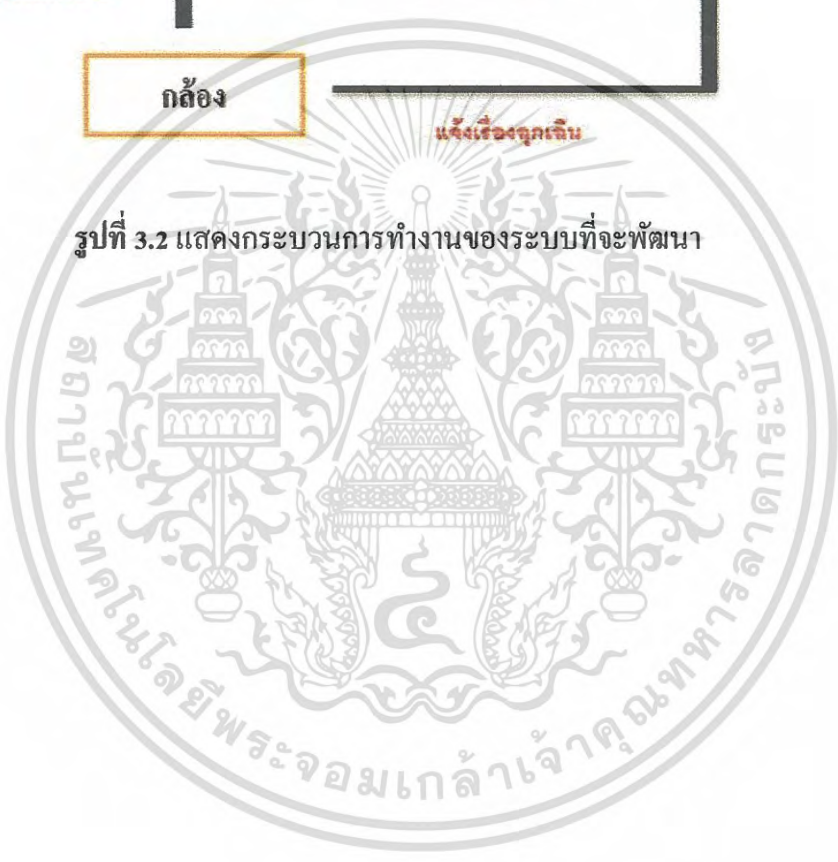 กล้อง
แจ้งเรื่องฉุกเฉิน
รูปที่ 3.2 แสดงกระบวนการทำงานของระบบที่จะพัฒนา
สถาบันเทคโนโลยีพระจอมเกล้าเจ้าคุณทหารลาดกระบัง